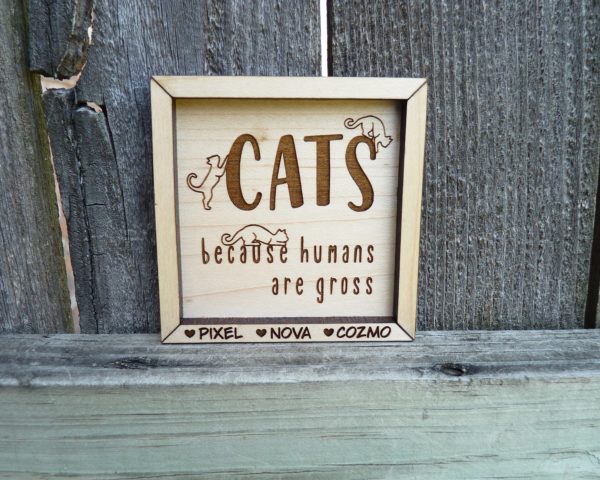 CATS
because humans
are gross
♥PIXEL ♥NOVA ♥COZMO